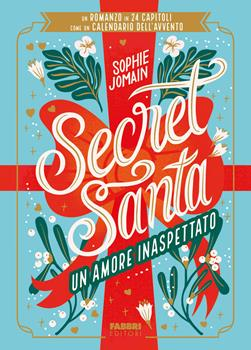 UN ROMANZO IN 24 CAPITOLI
COME UN CALENDARIO DELL'AVVENTO
SOPHIE
JOMAIN
Secret
Santa
UN AMORE INASPETTATO
FABBRI
EDITORI